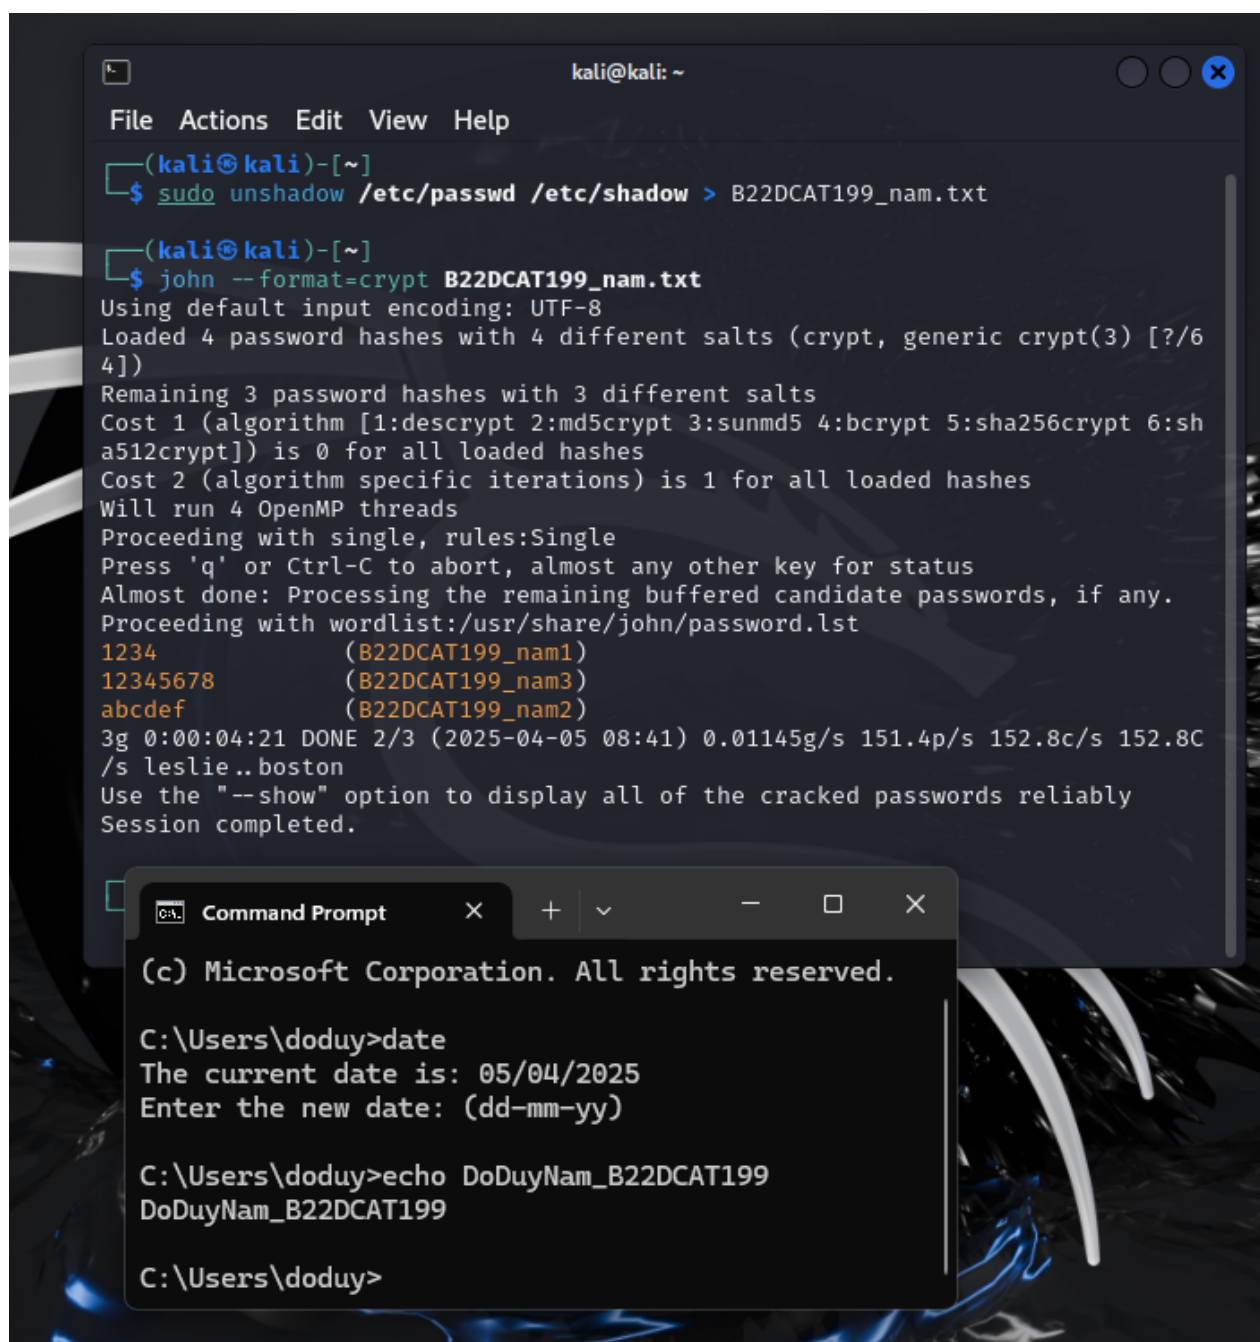 kali@kali: ~
File Actions Edit View Help
┌──(kali㉿kali)-[~]
└─$ sudo unshadow /etc/passwd /etc/shadow > B22DCAT199_nam.txt
┌──(kali㉿kali)-[~]
└─$ john --format=crypt B22DCAT199_nam.txt
Using default input encoding: UTF-8
Loaded 4 password hashes with 4 different salts (crypt, generic crypt(3) [?/6
4])
Remaining 3 password hashes with 3 different salts
Cost 1 (algorithm [1:descrypt 2:md5crypt 3:sunmd5 4:bcrypt 5:sha256crypt 6:sh
a512crypt]) is 0 for all loaded hashes
Cost 2 (algorithm specific iterations) is 1 for all loaded hashes
Will run 4 OpenMP threads
Proceeding with single, rules:Single
Press 'q' or Ctrl-C to abort, almost any other key for status
Almost done: Processing the remaining buffered candidate passwords, if any.
Proceeding with wordlist:/usr/share/john/password.lst
1234 (B22DCAT199_nam1)
12345678 (B22DCAT199_nam3)
abcdef (B22DCAT199_nam2)
3g 0:00:04:21 DONE 2/3 (2025-04-05 08:41) 0.01145g/s 151.4p/s 152.8c/s 152.8C
/s leslie..boston
Use the "--show" option to display all of the cracked passwords reliably
Session completed.
Command Prompt
(c) Microsoft Corporation. All rights reserved.
C:\Users\doduy>date
The current date is: 05/04/2025
Enter the new date: (dd-mm-yy)
C:\Users\doduy>echo DoDuyNam_B22DCAT199
DoDuyNam_B22DCAT199
C:\Users\doduy>